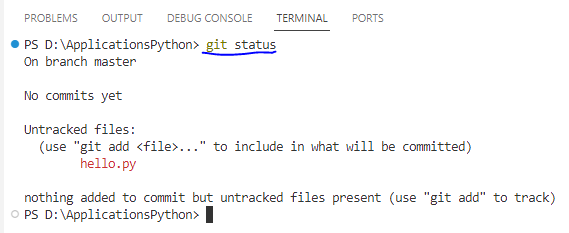 PROBLEMS OUTPUT DEBUG CONSOLE TERMINAL PORTS
PS D:\ApplicationsPython> git status
On branch master
No commits yet
Untracked files:
(use "git add <file>..." to include in what will be committed)
hello.py
nothing added to commit but untracked files present (use "git add" to track)
PS D:\ApplicationsPython>